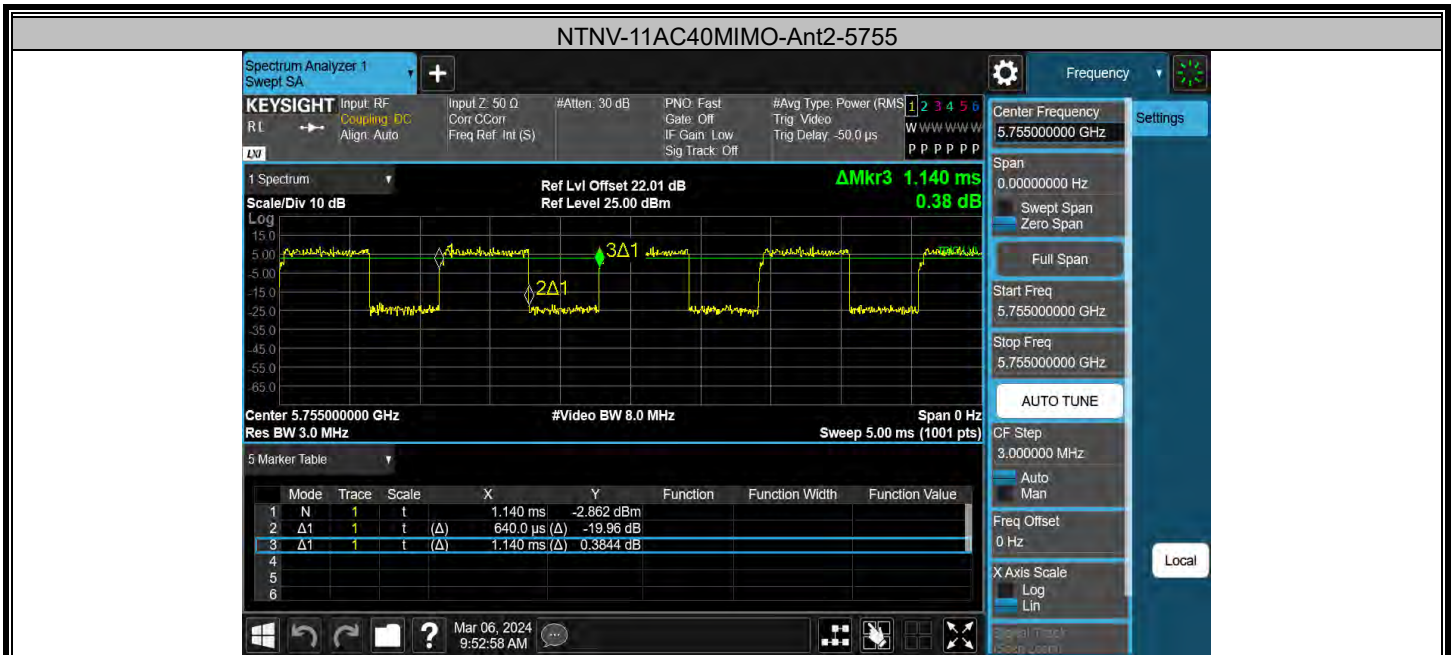 NTNV-11AC40MIMO-Ant2-5755
Spectrum Analyzer 1
Swept SA
Frequency
KEYSIGHT
RL
LXI
Input: RF
Coupling: DC
Align: Auto
Input Z: 50 Ω
Corr CCorr
Freq Ref: Int (S)
#Atten: 30 dB
PNO: Fast
Gate: Off
IF Gain: Low
Sig Track: Off
#Avg Type: Power (RMS
Trig: Video
Trig Delay: -50.0 µs
1 2 3 4 5 6
W W W W W W
P P P P P P
1 Spectrum
Scale/Div 10 dB
Ref Lvl Offset 22.01 dB
Ref Level 25.00 dBm
ΔMkr3 1.140 ms
0.38 dB
Log
15.0
5.00
-5.00
-15.0
-25.0
-35.0
-45.0
-55.0
-65.0
3Δ1
2Δ1
Center 5.755000000 GHz
#Video BW 8.0 MHz
Span 0 Hz
Res BW 3.0 MHz
Sweep 5.00 ms (1001 pts)
5 Marker Table
Mode Trace Scale X Y Function Function Width Function Value
1 N 1 t 1.140 ms -2.862 dBm
2 Δ1 1 t (Δ) 640.0 µs (Δ) -19.96 dB
3 Δ1 1 t (Δ) 1.140 ms (Δ) 0.3844 dB
4
5
6
?
Mar 06, 2024
9:52:58 AM
Center Frequency
5.755000000 GHz
Settings
Span
0.00000000 Hz
Swept Span
Zero Span
Full Span
Start Freq
5.755000000 GHz
Stop Freq
5.755000000 GHz
AUTO TUNE
CF Step
3.000000 MHz
Auto
Man
Freq Offset
0 Hz
X Axis Scale
Log
Lin
Local
Signal Track
(Span Zoom)